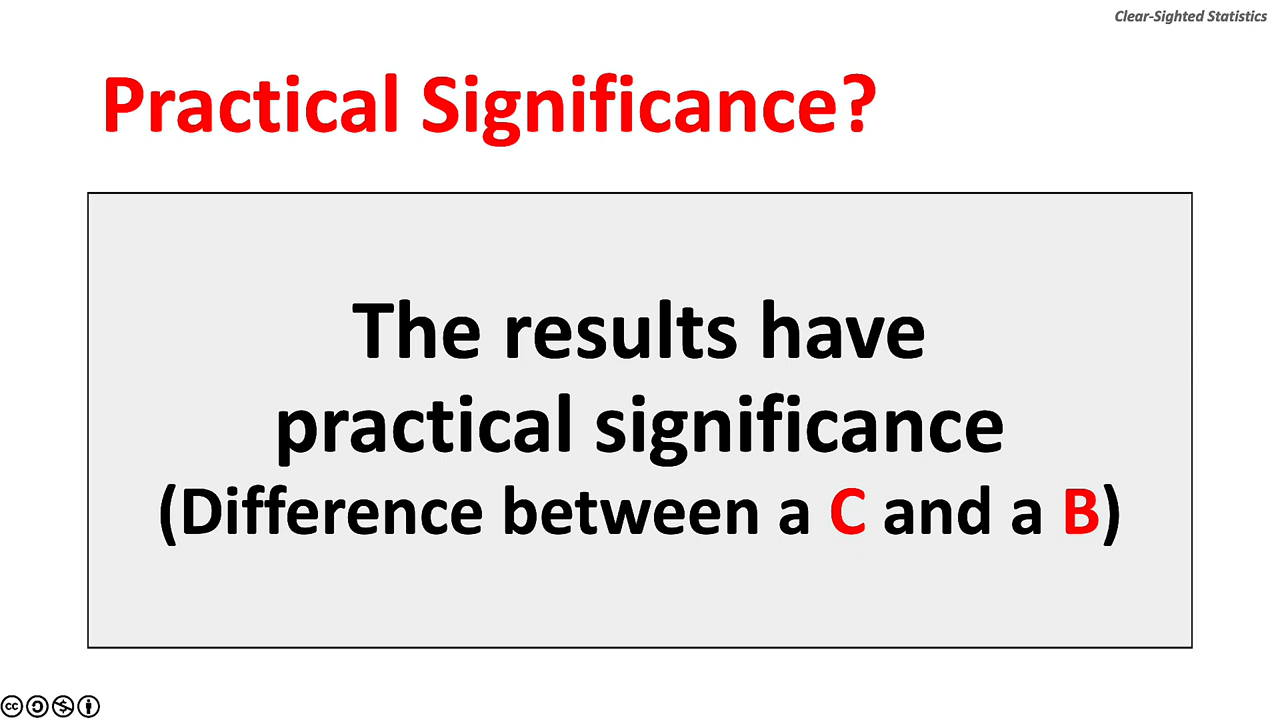 Clear-Sighted Statistics
Practical Significance?
The results have
practical significance
(Difference between a C and a B)